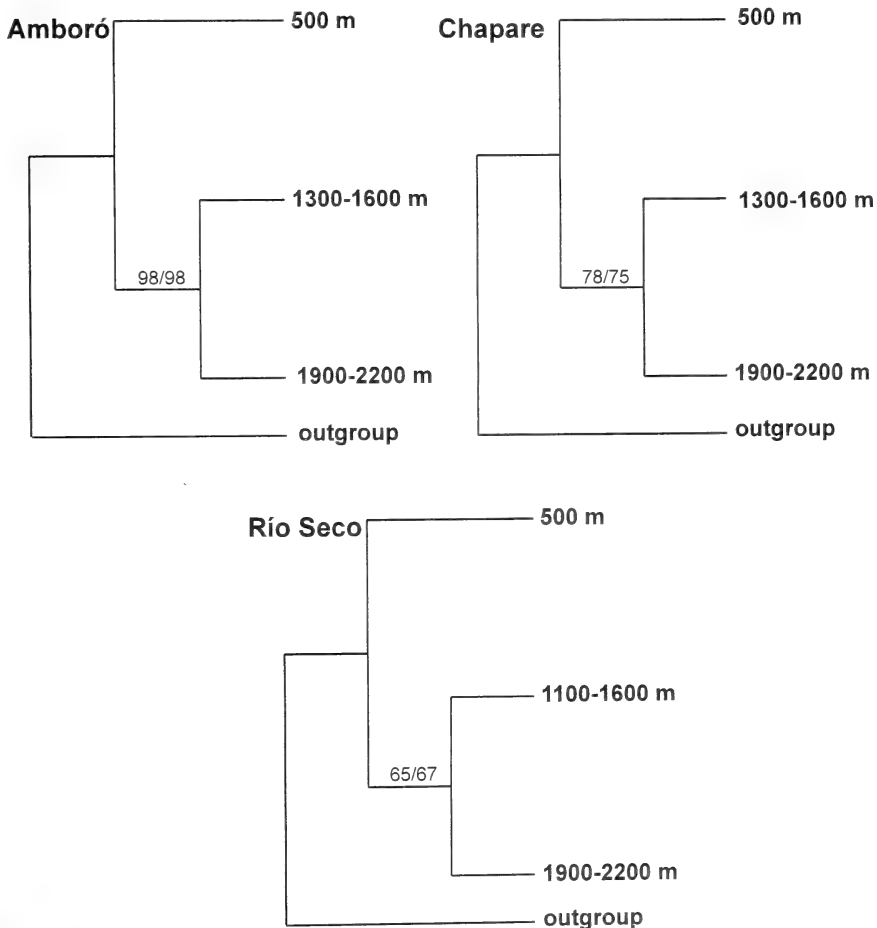 Amboró
500 m
1300-1600 m
98/98
1900-2200 m
outgroup
Chapare
500 m
1300-1600 m
78/75
1900-2200 m
outgroup
Río Seco
500 m
1100-1600 m
65/67
1900-2200 m
outgroup